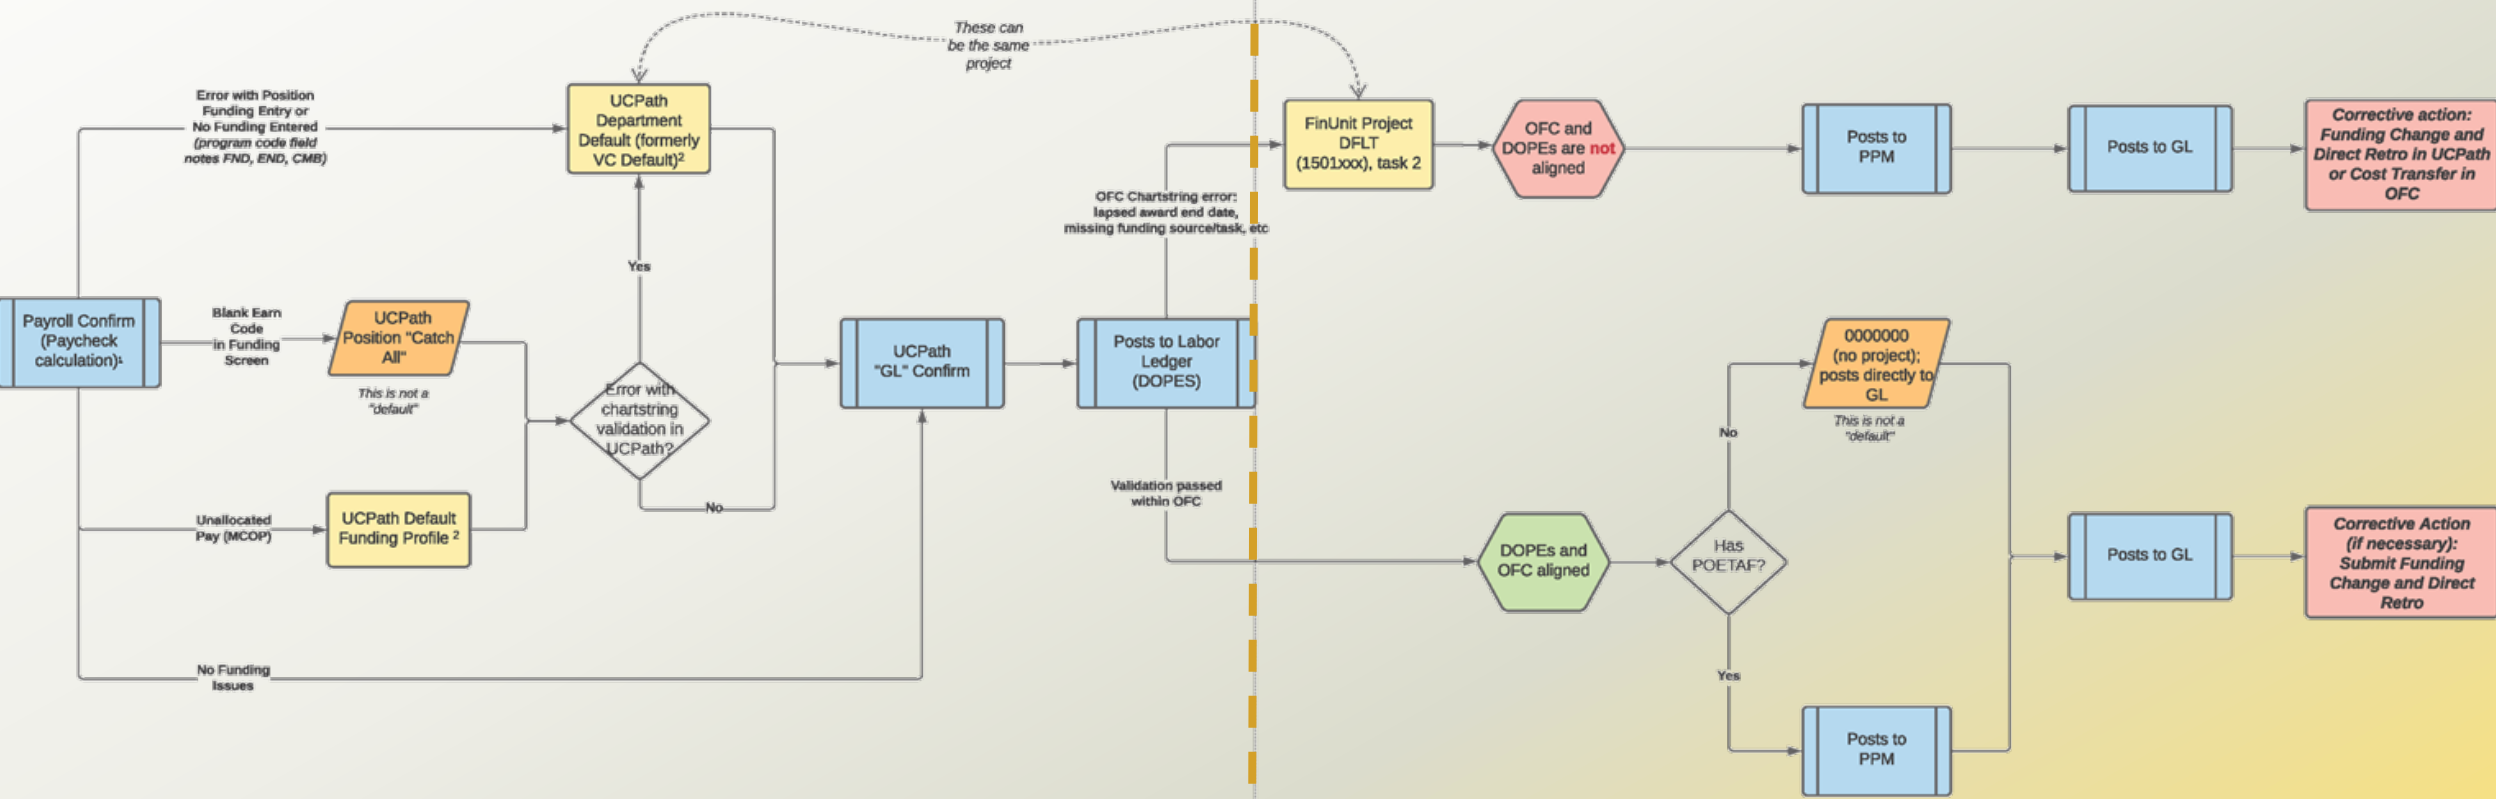 These can
be the same
project
Error with Position
Funding Entry or
No Funding Entered
(program code field
notes FND, END, CMB)
UCPath
Department
Default (formerly
VC Default)2
FinUnit Project
DFLT
(1501xxx), task 2
OFC and
DOPEs are not
aligned
Posts to
PPM
Posts to GL
Corrective action:
Funding Change and
Direct Retro in UCPath
or Cost Transfer in
OFC
OFC Chartstring error:
lapsed award end date,
missing funding source/task, etc
Yes
Payroll Confirm
(Paycheck
calculation)1
Blank Earn
Code
in Funding
Screen
UCPath
Position "Catch
All"
This is not a
"default"
Error with
chartstring
validation in
UCPath?
No
UCPath
"GL" Confirm
Posts to Labor
Ledger
(DOPES)
0000000
(no project);
posts directly to
GL
This is not a
"default"
No
Unallocated
Pay (MCOP)
UCPath Default
Funding Profile 2
Validation passed
within OFC
DOPEs and
OFC aligned
Has
POETAF?
Posts to GL
Corrective Action
(if necessary):
Submit Funding
Change and Direct
Retro
No Funding
Issues
Yes
Posts to
PPM